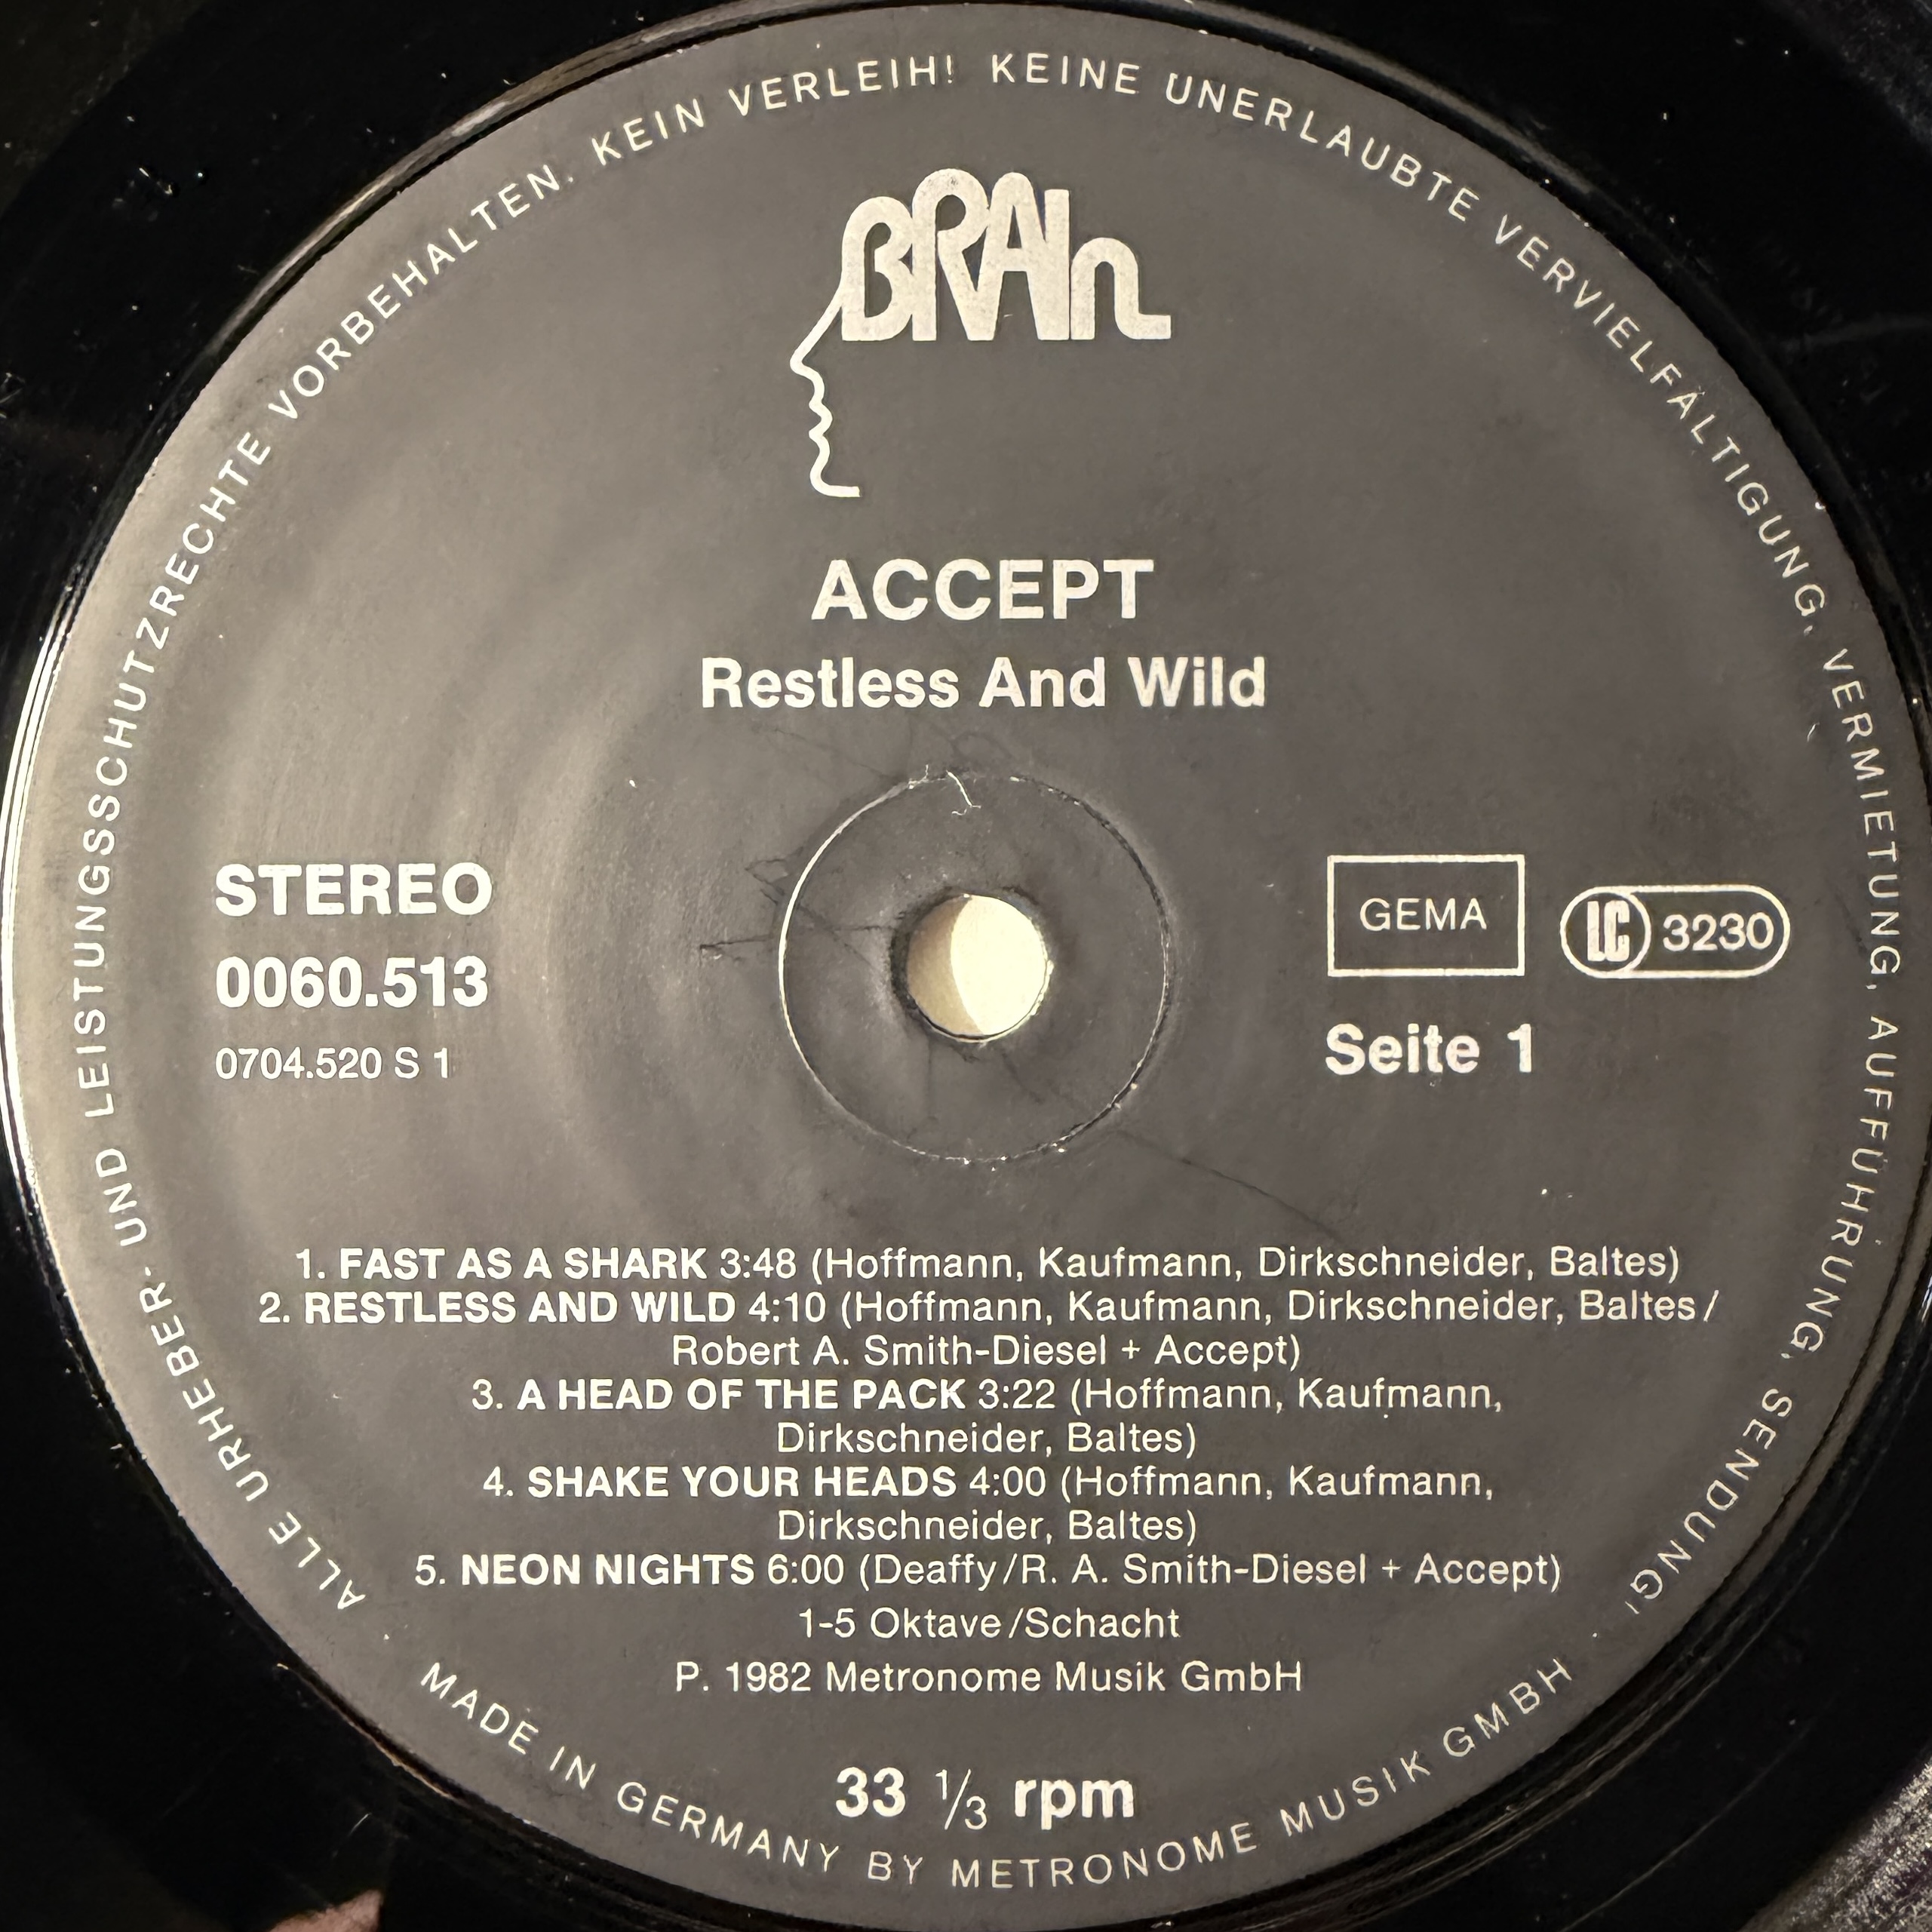 ALLE URHEBER- UND LEISTUNGSSCHUTZRECHTE VORBEHALTEN. KEIN VERLEIH! KEINE UNERLAUBTE VERVIELFÄLTIGUNG, VERMIETUNG, AUFFÜHRUNG, SENDUNG!
BRAIn
ACCEPT
Restless And Wild
STEREO
0060.513
0704.520 S 1
GEMA
LC 3230
Seite 1
1. FAST AS A SHARK 3:48 (Hoffmann, Kaufmann, Dirkschneider, Baltes)
2. RESTLESS AND WILD 4:10 (Hoffmann, Kaufmann, Dirkschneider, Baltes/
Robert A. Smith-Diesel + Accept)
3. A HEAD OF THE PACK 3:22 (Hoffmann, Kaufmann,
Dirkschneider, Baltes)
4. SHAKE YOUR HEADS 4:00 (Hoffmann, Kaufmann,
Dirkschneider, Baltes)
5. NEON NIGHTS 6:00 (Deaffy/R. A. Smith-Diesel + Accept)
1-5 Oktave/Schacht
P. 1982 Metronome Musik GmbH
33 1/3 rpm
MADE IN GERMANY BY METRONOME MUSIK GMBH